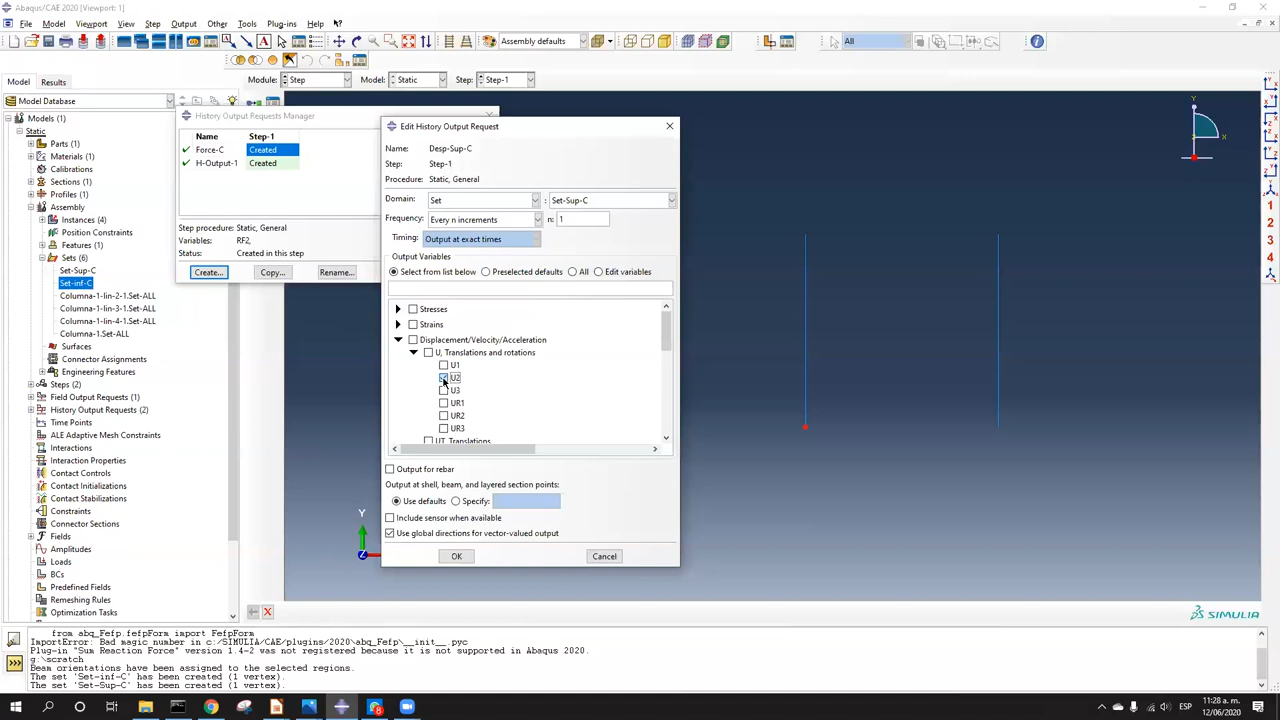 Abaqus/CAE 2020 [Viewport: 1]
File Model Viewport View Step Output Other Tools Plug-ins Help
Assembly defaults
All
Module: Step Model: Static Step: Step-1
Model Results
Model Database
Models (1)
Static
Parts (1)
Materials (1)
Calibrations
Sections (1)
Profiles (1)
Assembly
Instances (4)
Position Constraints
Features (1)
Sets (6)
Set-Sup-C
Set-inf-C
Columna-1-lin-2-1.Set-ALL
Columna-1-lin-3-1.Set-ALL
Columna-1-lin-4-1.Set-ALL
Columna-1.Set-ALL
Surfaces
Connector Assignments
Engineering Features
Steps (2)
Field Output Requests (1)
History Output Requests (2)
Time Points
ALE Adaptive Mesh Constraints
Interactions
Interaction Properties
Contact Controls
Contact Initializations
Contact Stabilizations
Constraints
Connector Sections
Fields
Amplitudes
Loads
BCs
Predefined Fields
Remeshing Rules
Optimization Tasks
History Output Requests Manager
Name Step-1
Force-C Created
H-Output-1 Created
Step procedure: Static, General
Variables: RF2,
Status: Created in this step
Create... Copy... Rename...
Edit History Output Request
Name: Desp-Sup-C
Step: Step-1
Procedure: Static, General
Domain: Set : Set-Sup-C
Frequency: Every n increments n: 1
Timing: Output at exact times
Output Variables
Select from list below Preselected defaults All Edit variables
Stresses
Strains
Displacement/Velocity/Acceleration
U, Translations and rotations
U1
U2
U3
UR1
UR2
UR3
UT, Translations
Output for rebar
Output at shell, beam, and layered section points:
Use defaults Specify:
Include sensor when available
Use global directions for vector-valued output
OK Cancel
Y
X
Y
Z
1
2
3
4
SIMULIA
from abq_Fefp.fefpForm import FefpForm
ImportError: Bad magic number in c:/SIMULIA/CAE\plugins/2020\abq_Fefp\__init__.pyc
Plug-in "Sum Reaction Force" version 1.4-2 was not registered because it is not supported in Abaqus 2020.
g:\scratch
Beam orientations have been assigned to the selected regions.
The set 'Set-inf-C' has been created (1 vertex).
The set 'Set-Sup-C' has been created (1 vertex).
ESP
11:28 a. m.
12/06/2020